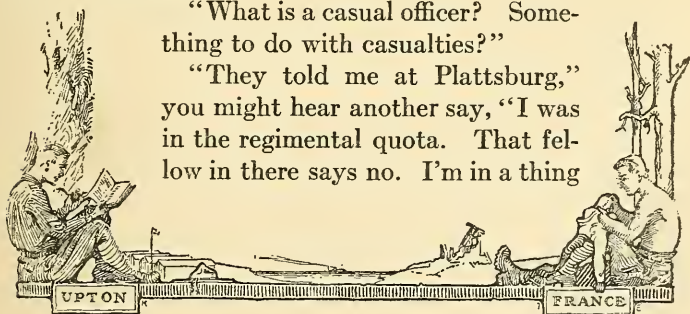 “What is a casual officer? Some-
thing to do with casualties?”
“They told me at Plattsburg,”
you might hear another say, “I was
in the regimental quota. That fel-
low in there says no. I’m in a thing
UPTON
FRANCE